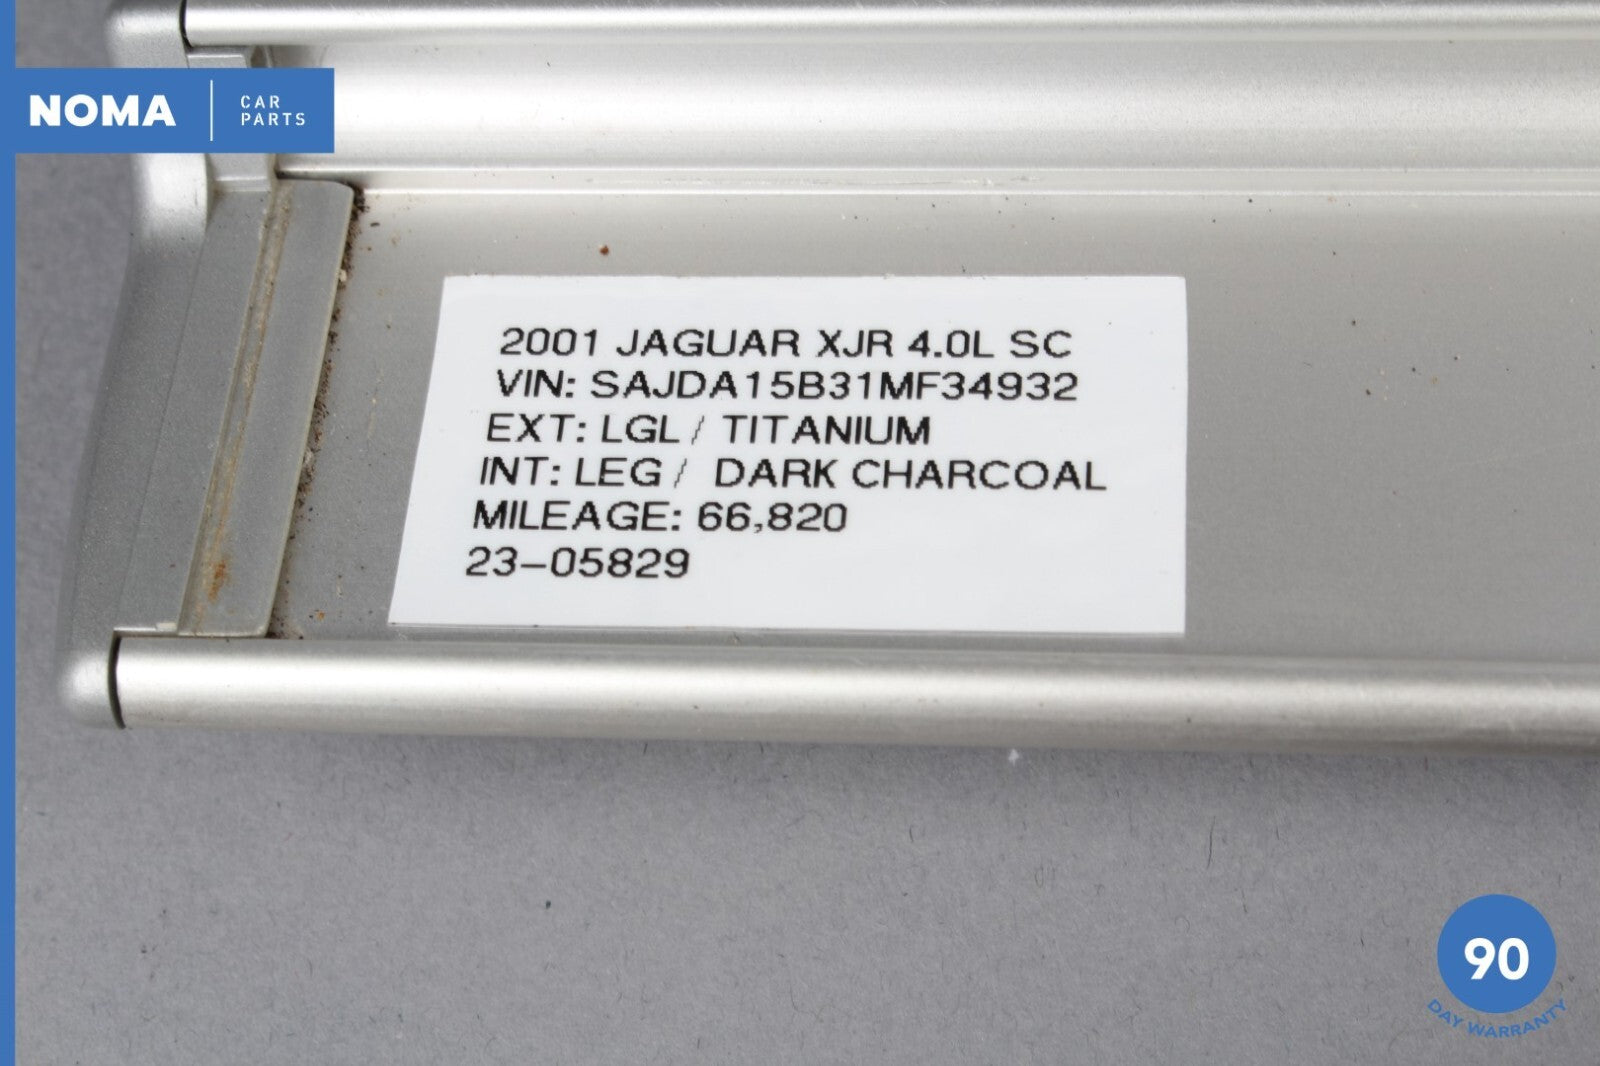 NOMA
CAR
PARTS
2001 JAGUAR XJR 4.0L SC
VIN: SAJDA15B31MF34932
EXT: LGL / TITANIUM
INT: LEG / DARK CHARCOAL
MILEAGE: 66,820
23-05829
90
DAY WARRANTY